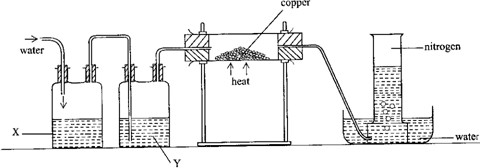 copper
water
nitrogen
heat
X
Y
water